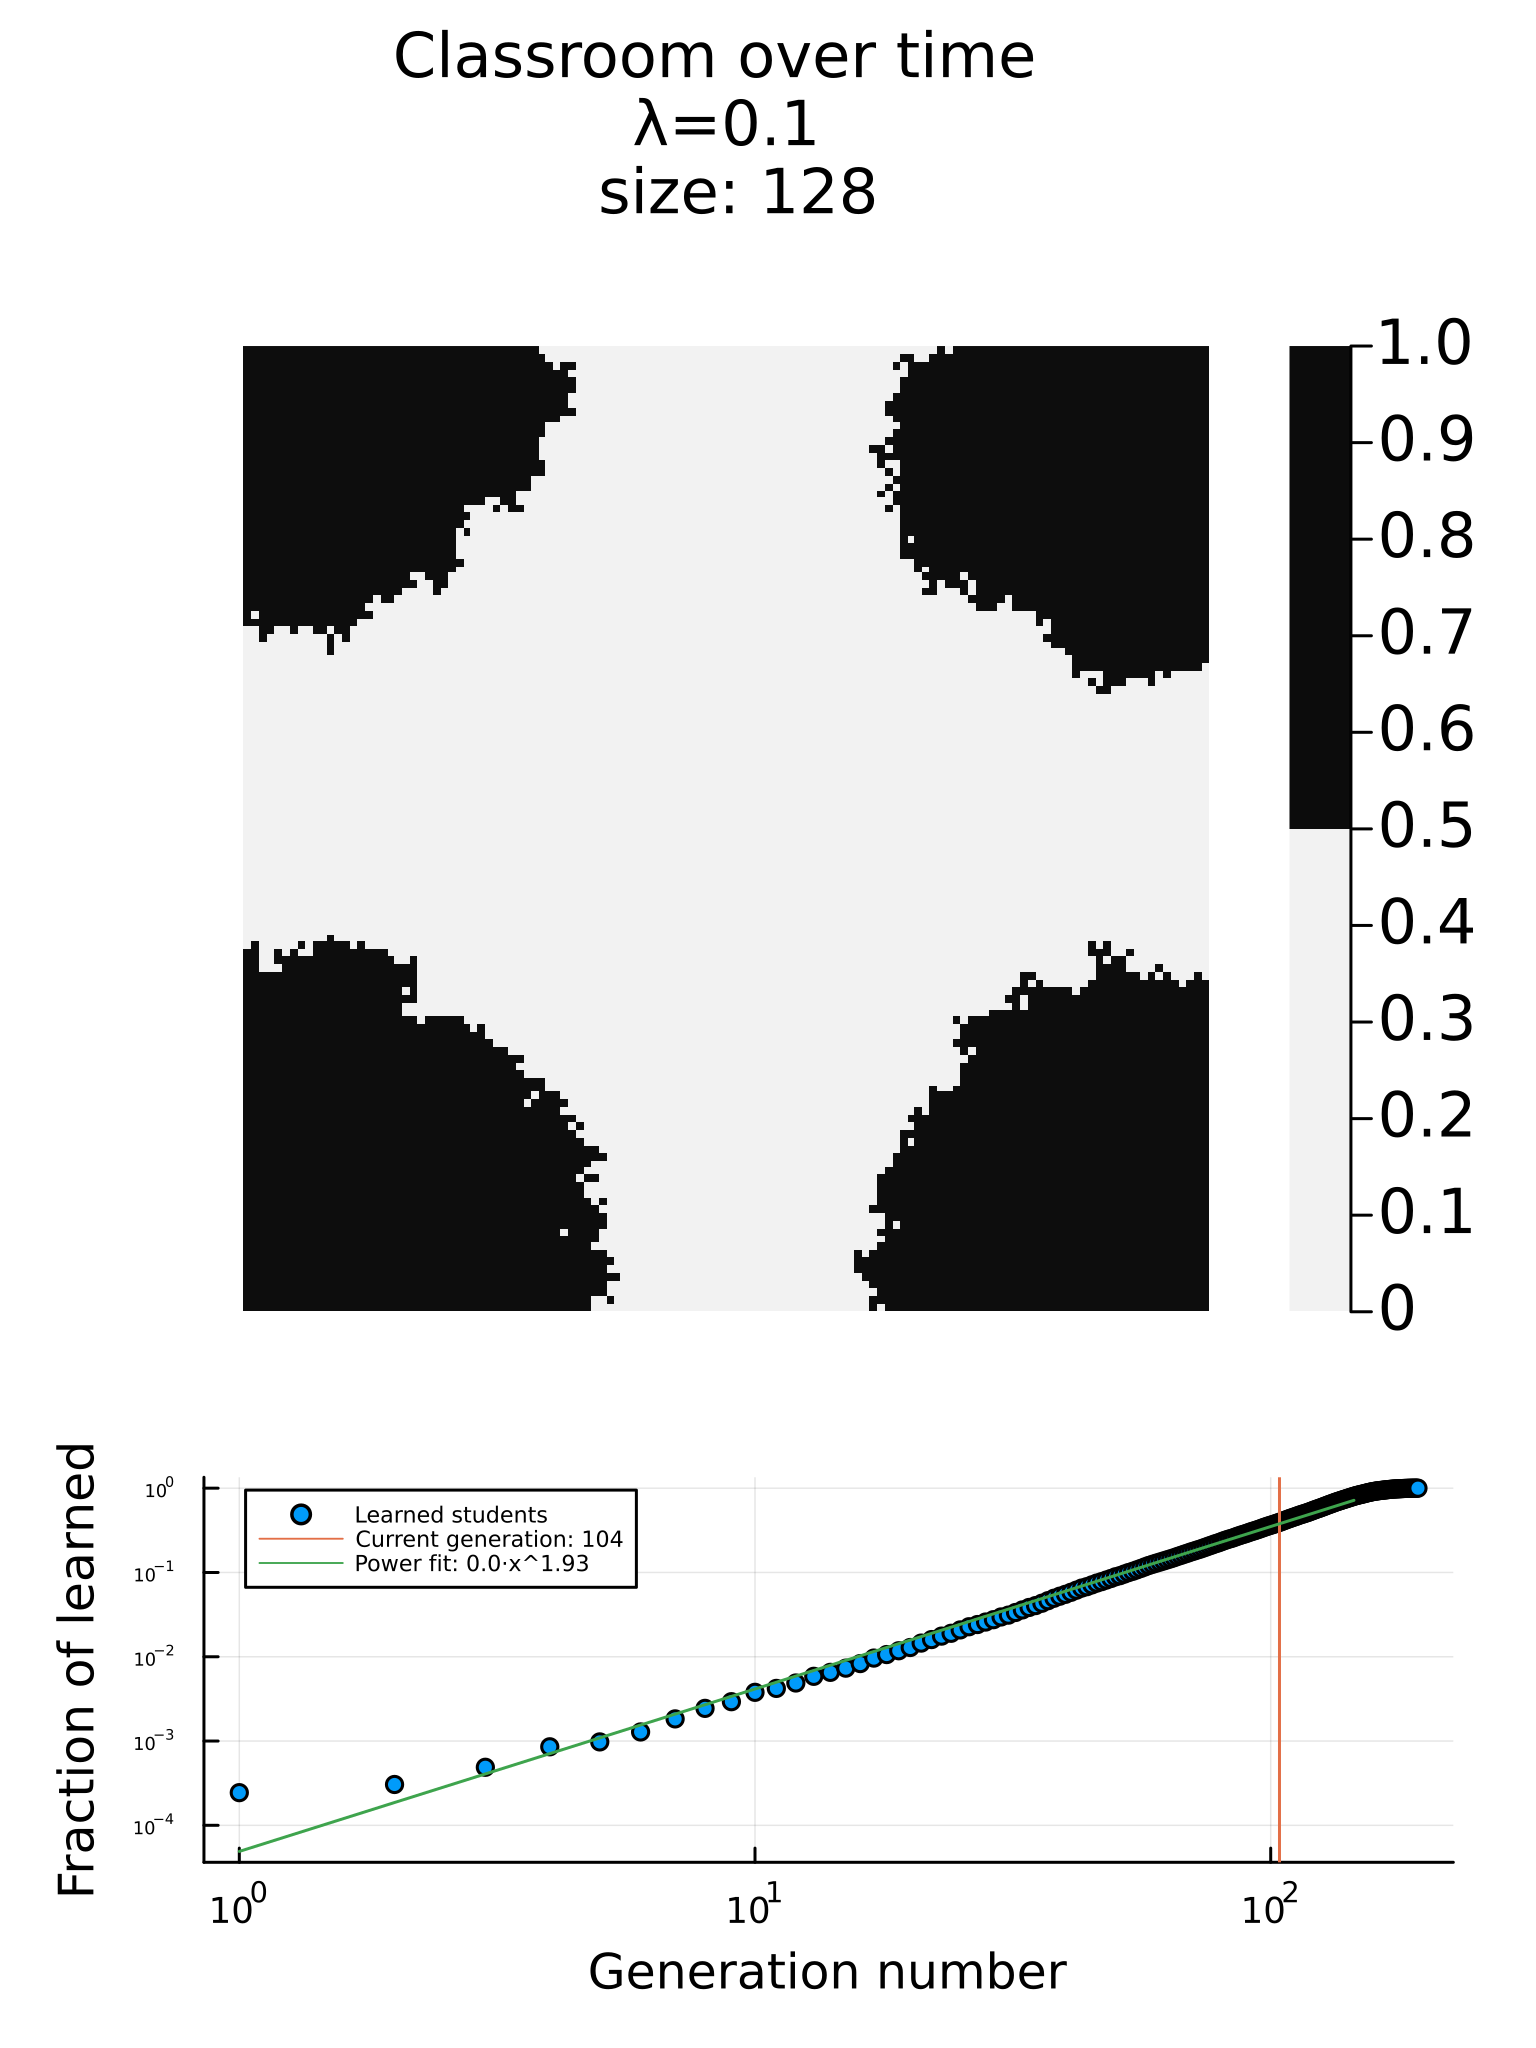 Classroom over time
λ=0.1
size: 128
1.0
0.9
0.8
0.7
0.6
0.5
0.4
0.3
0.2
0.1
0
Fraction of learned
10^0
10^-1
10^-2
10^-3
10^-4
Learned students
Current generation: 104
Power fit: 0.0·x^1.93
10^0 10^1 10^2
Generation number